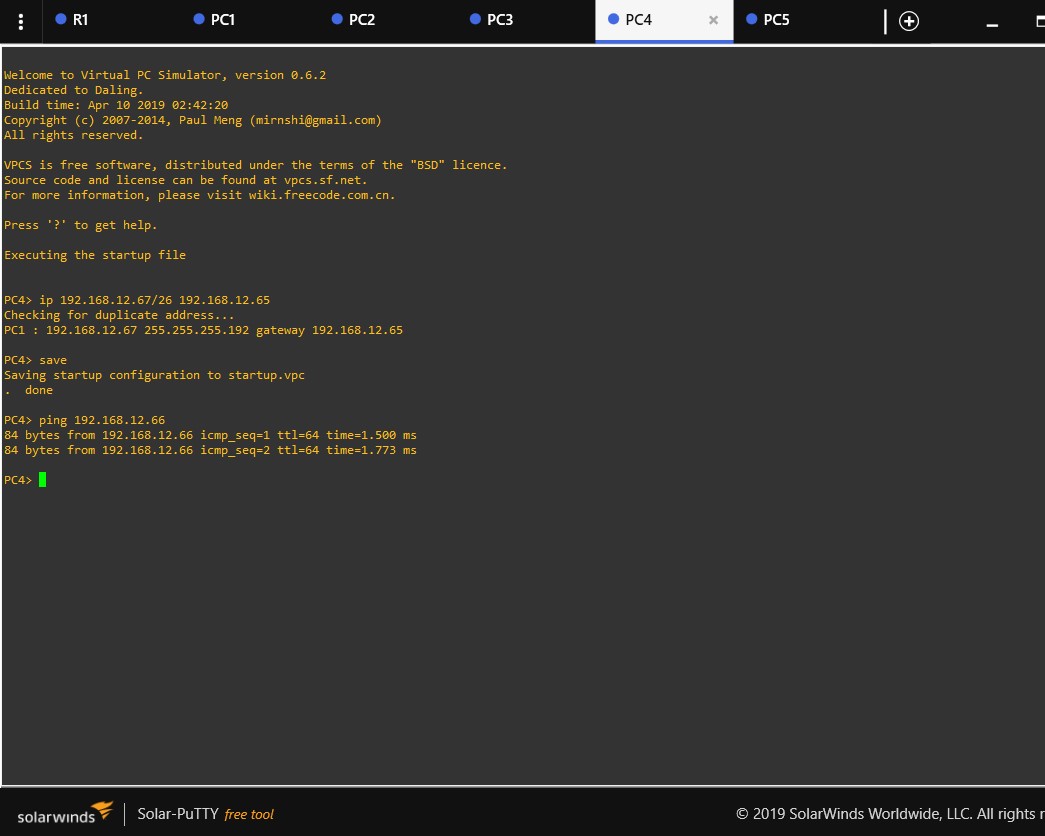 R1 PC1 PC2 PC3 PC4 × PC5
Welcome to Virtual PC Simulator, version 0.6.2
Dedicated to Daling.
Build time: Apr 10 2019 02:42:20
Copyright (c) 2007-2014, Paul Meng (mirnshi@gmail.com)
All rights reserved.
VPCS is free software, distributed under the terms of the "BSD" licence.
Source code and license can be found at vpcs.sf.net.
For more information, please visit wiki.freecode.com.cn.
Press '?' to get help.
Executing the startup file
PC4> ip 192.168.12.67/26 192.168.12.65
Checking for duplicate address...
PC1 : 192.168.12.67 255.255.255.192 gateway 192.168.12.65
PC4> save
Saving startup configuration to startup.vpc
.  done
PC4> ping 192.168.12.66
84 bytes from 192.168.12.66 icmp_seq=1 ttl=64 time=1.500 ms
84 bytes from 192.168.12.66 icmp_seq=2 ttl=64 time=1.773 ms
PC4>
solarwinds Solar-PuTTY free tool © 2019 SolarWinds Worldwide, LLC. All rights r